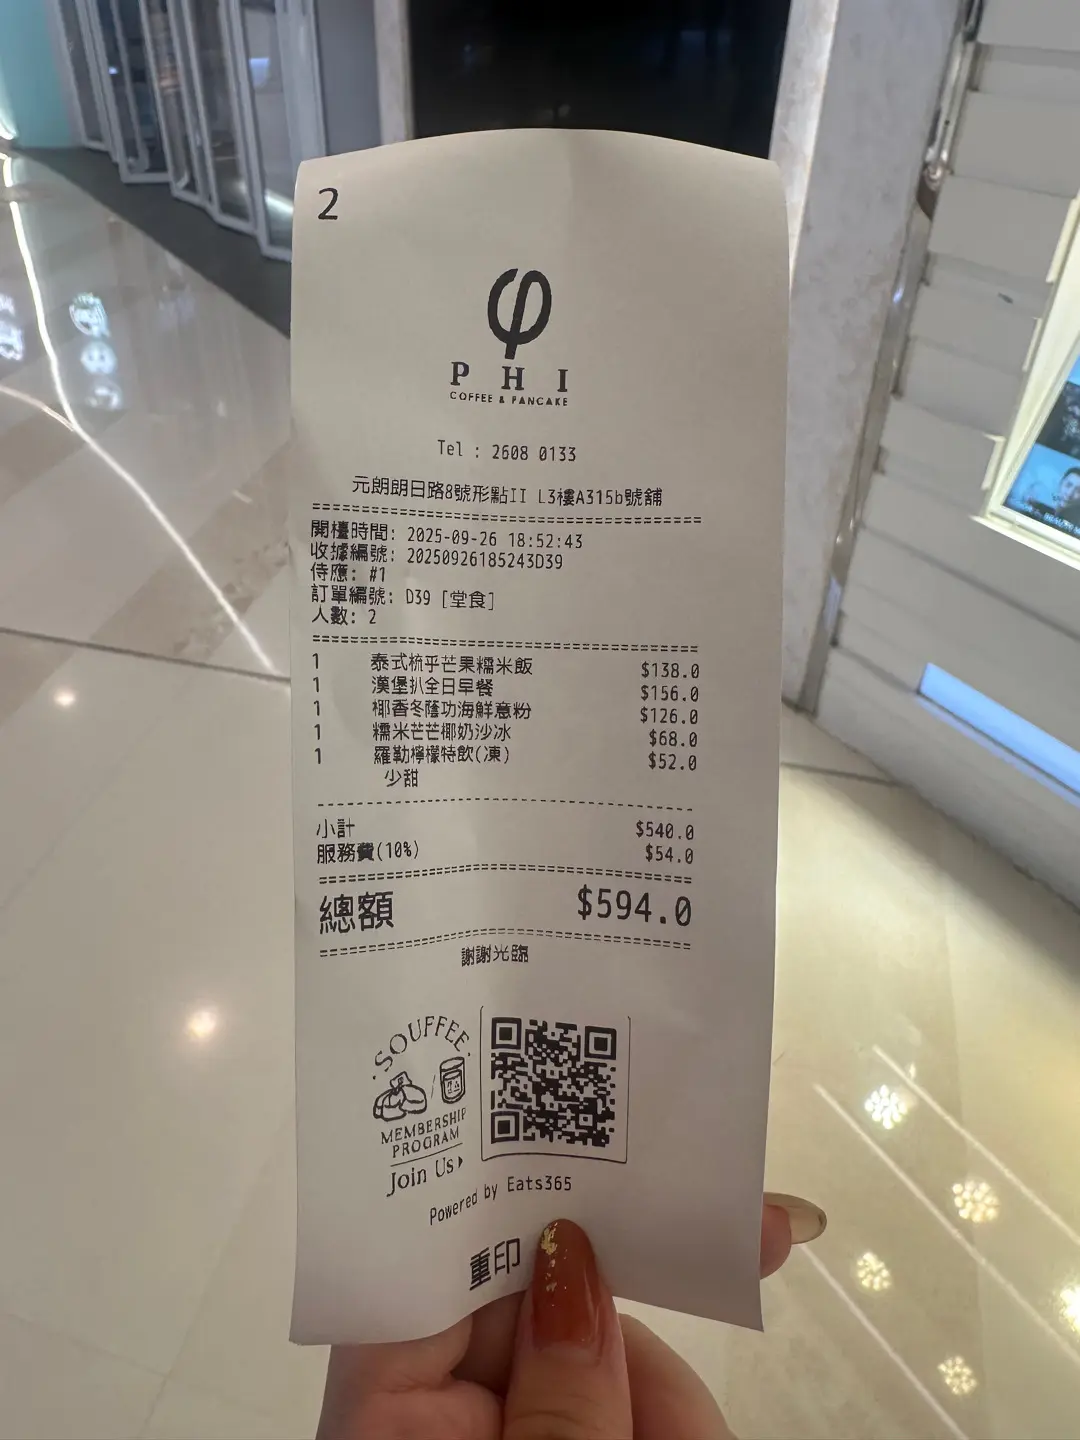 2
PHI
COFFEE & PANCAKE
Tel : 2608 0133
元朗朗日路8號形點II L3樓A315b號舖
開檯時間: 2025-09-26 18:52:43
收據編號: 20250926185243D39
侍應: #1
訂單編號: D39 [堂食]
人數: 2
1 泰式梳乎芒果糯米飯 $138.0
1 漢堡扒全日早餐 $156.0
1 椰香冬蔭功海鮮意粉 $126.0
1 糯米芒芒椰奶沙冰 $68.0
1 羅勒檸檬特飲(凍) $52.0
少甜
小計 $540.0
服務費(10%) $54.0
總額 $594.0
謝謝光臨
SOUFFEE
MEMBERSHIP
PROGRAM
Join Us
Powered by Eats365
重印